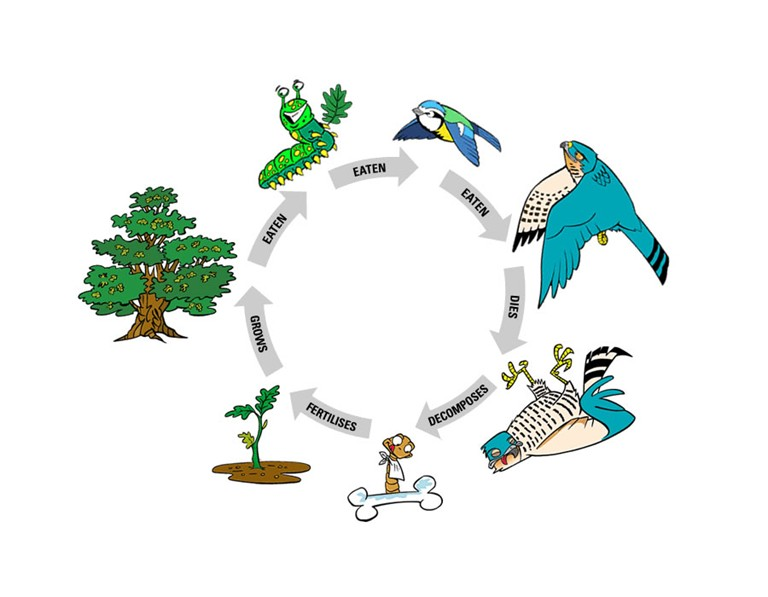 EATEN
EATEN
EATEN
DIES
DECOMPOSES
FERTILISES
GROWS